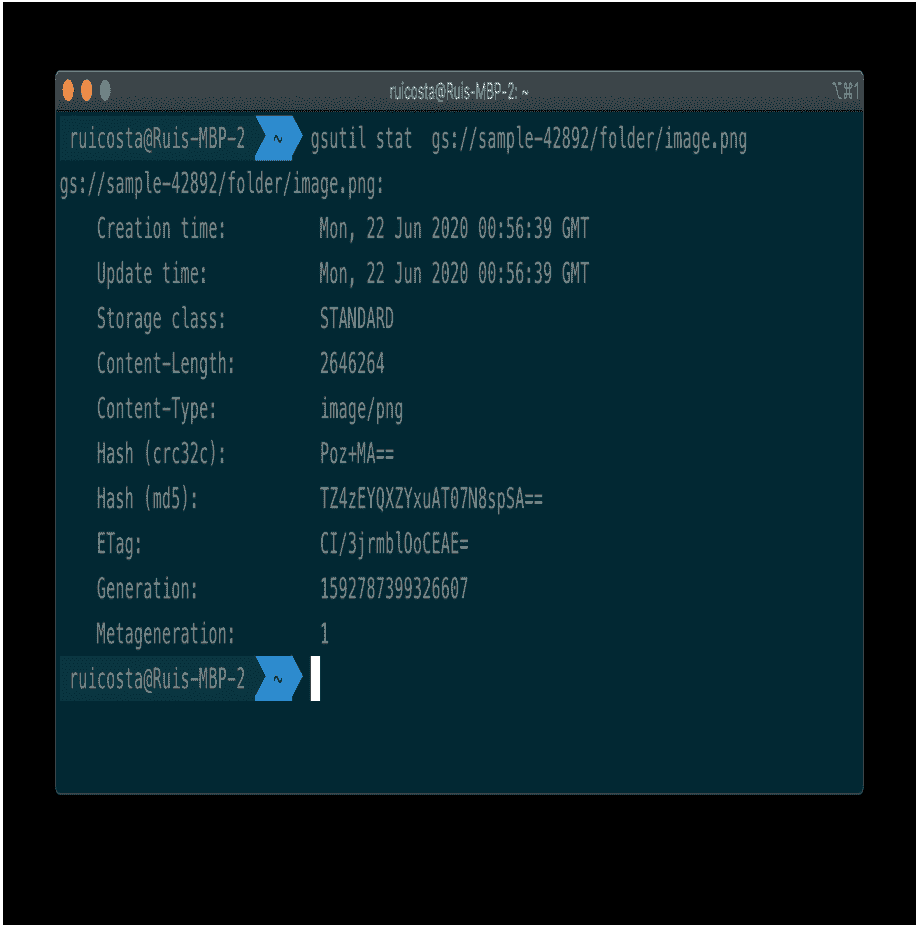 ruicosta@Ruis-MBP-2: ~ ⌥⌘1
ruicosta@Ruis-MBP-2 ~ gsutil stat  gs://sample-42892/folder/image.png
gs://sample-42892/folder/image.png:
Creation time: Mon, 22 Jun 2020 00:56:39 GMT
Update time: Mon, 22 Jun 2020 00:56:39 GMT
Storage class: STANDARD
Content-Length: 2646264
Content-Type: image/png
Hash (crc32c): Poz+MA==
Hash (md5): TZ4zEYQXZYxuAT07N8spSA==
ETag: CI/3jrmblOoCEAE=
Generation: 1592787399326607
Metageneration: 1
ruicosta@Ruis-MBP-2 ~